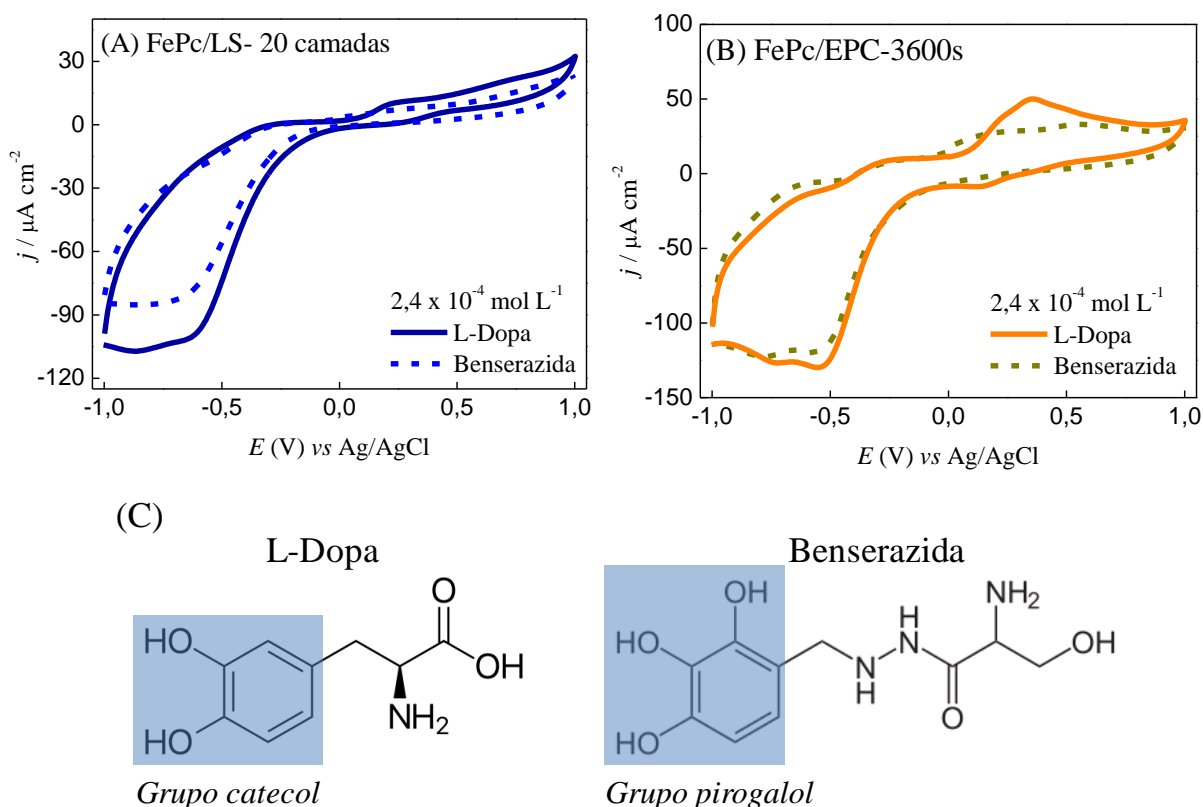 (A) FePc/LS- 20 camadas
30
0
-30
-60
-90
-120
j / μA cm⁻²
2,4 x 10⁻⁴ mol L⁻¹
L-Dopa
Benserazida
-1,0 -0,5 0,0 0,5 1,0
E (V) vs Ag/AgCl
(B) FePc/EPC-3600s
100
50
0
-50
-100
-150
j / μA cm⁻²
2,4 x 10⁻⁴ mol L⁻¹
L-Dopa
Benserazida
-1,0 -0,5 0,0 0,5 1,0
E (V) vs Ag/AgCl
(C)
L-Dopa
HO
HO
O
OH
NH₂
Grupo catecol
Benserazida
OH
HO
HO
N
H
H
N
O
NH₂
OH
Grupo pirogalol